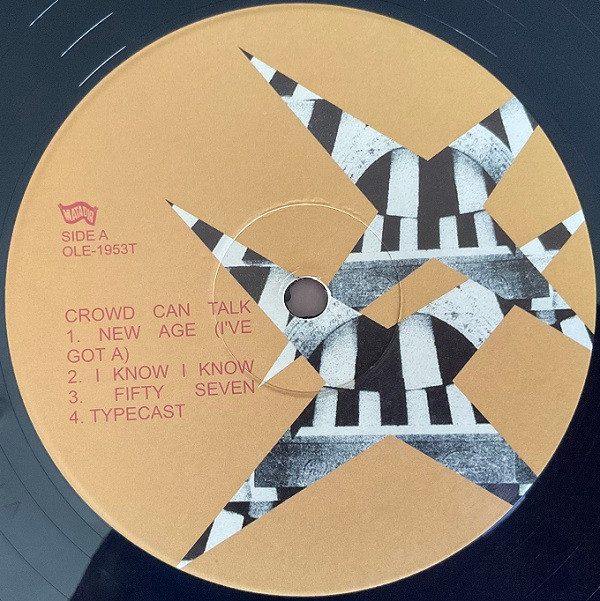 MATADOR
SIDE A
OLE-1953T
CROWD CAN TALK
1. NEW AGE (I'VE
GOT A)
2. I KNOW I KNOW
3. FIFTY SEVEN
4. TYPECAST